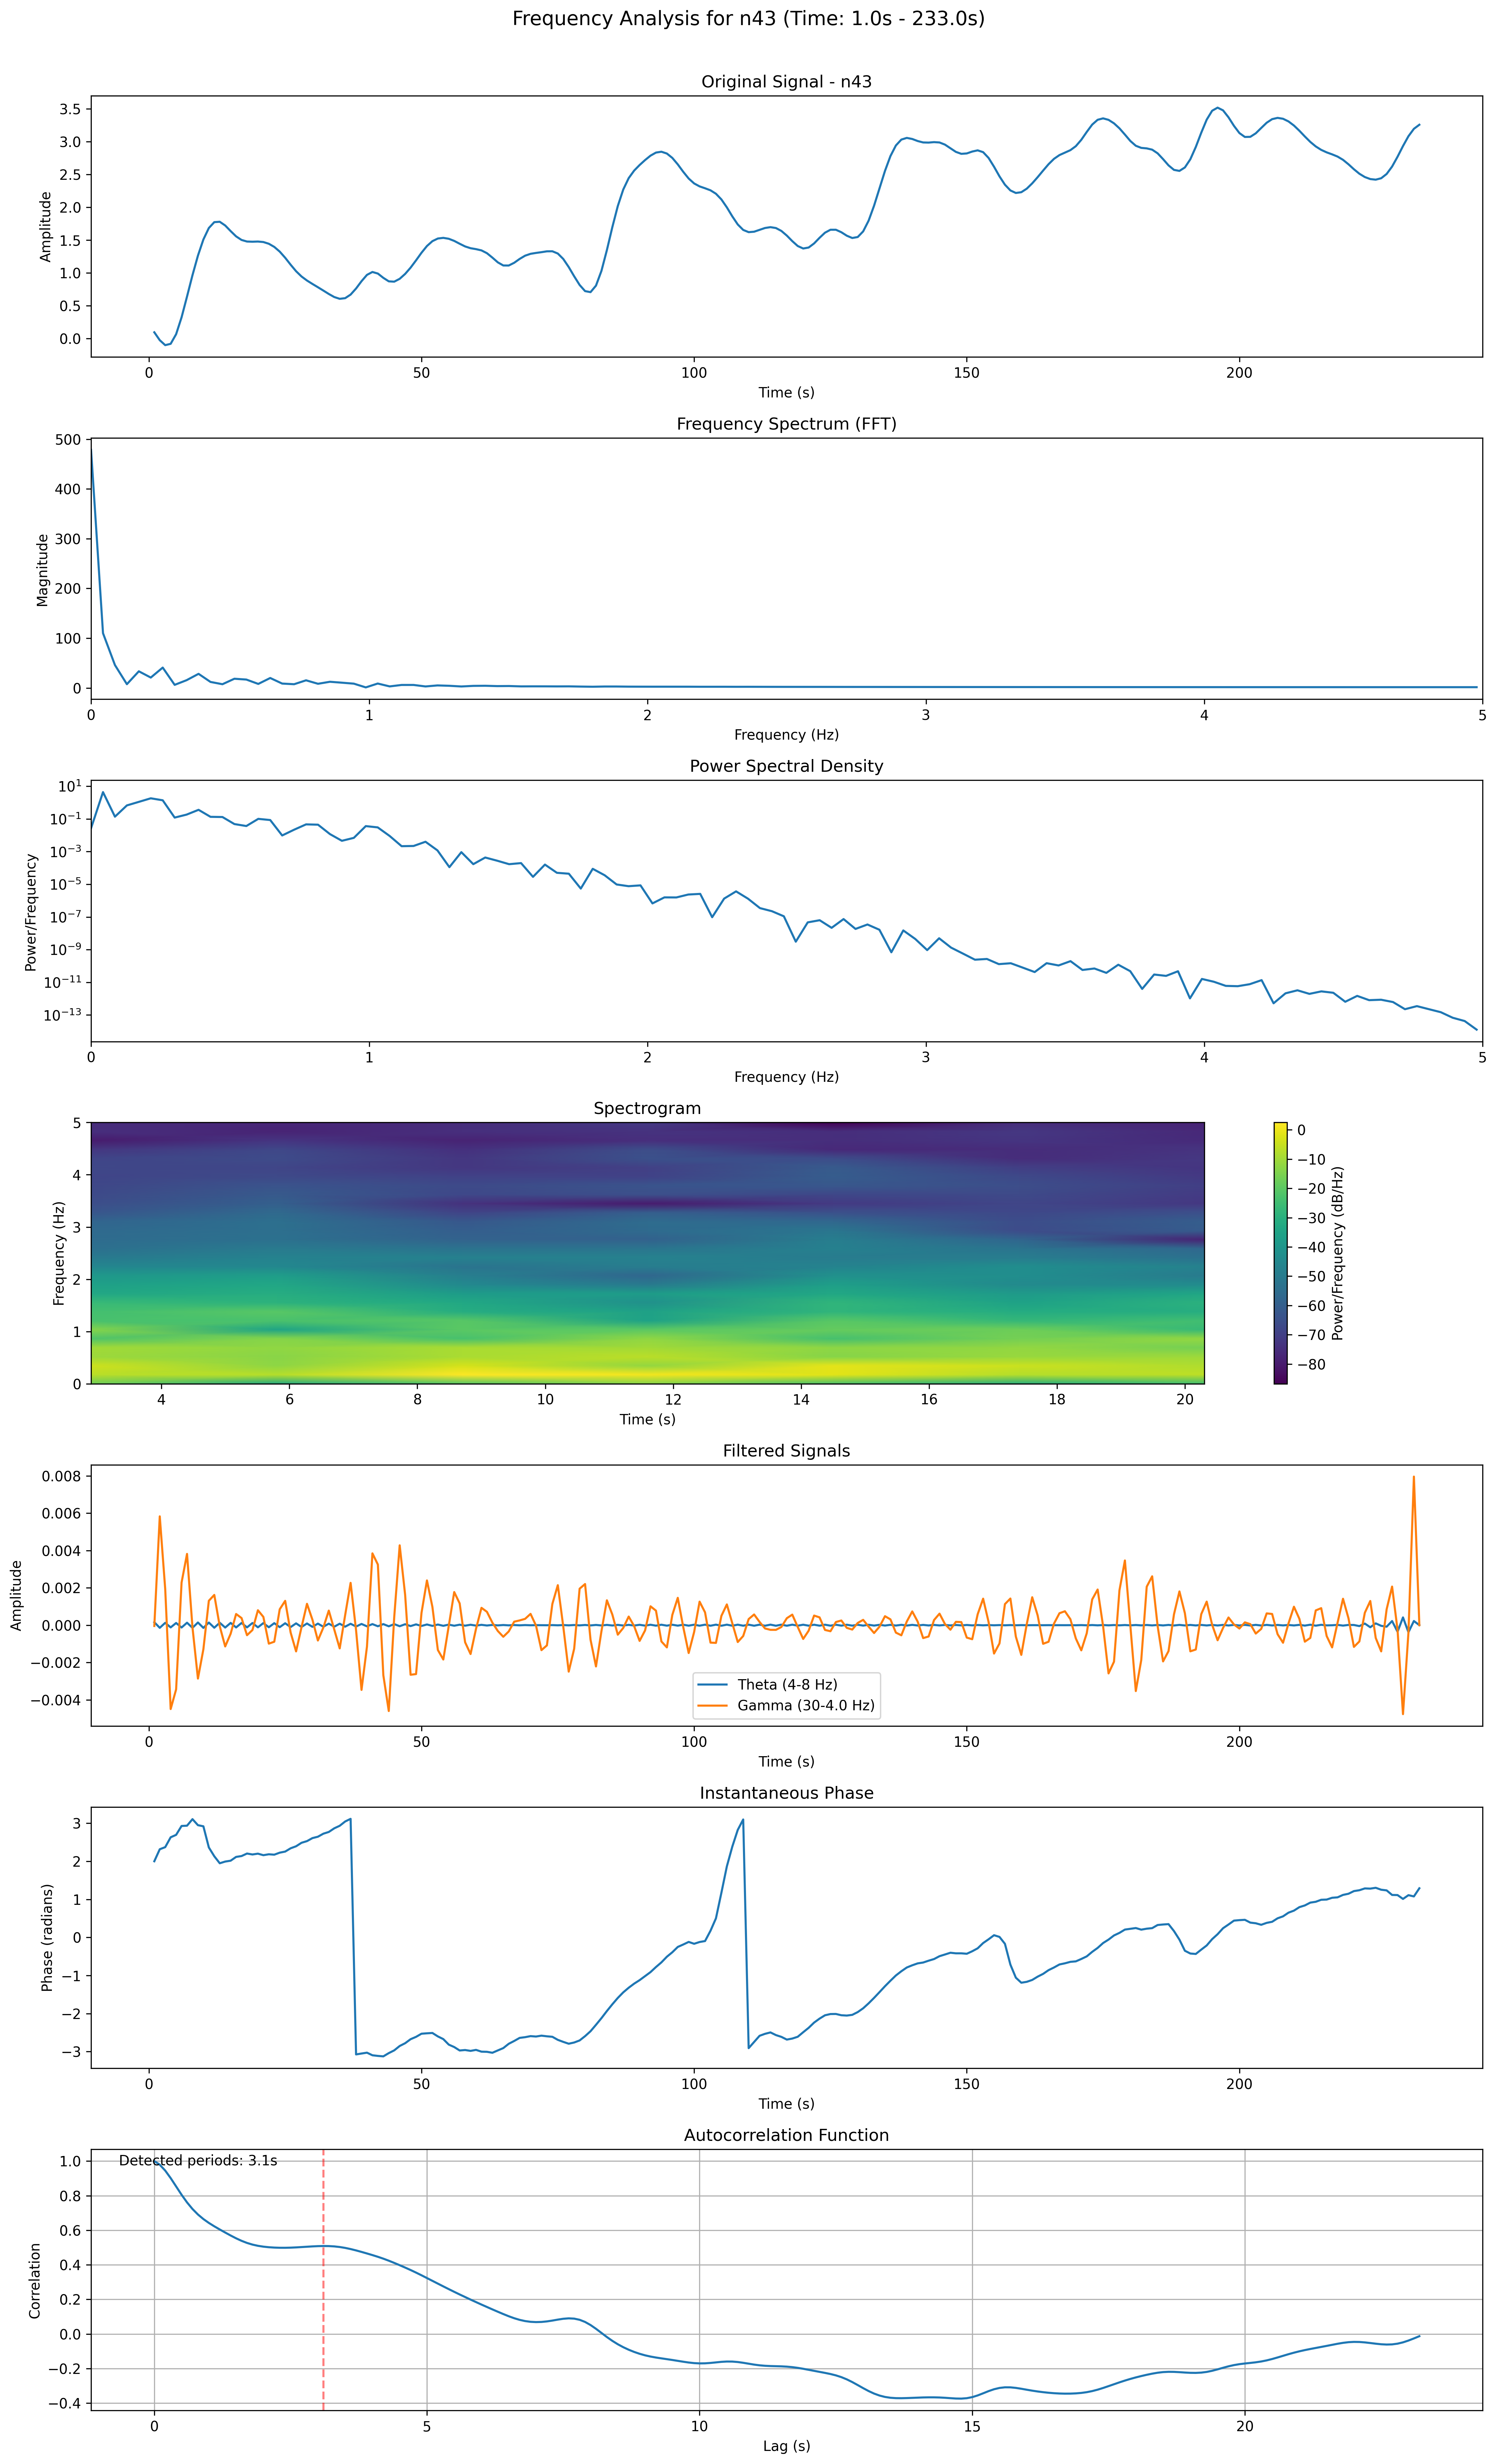 Frequency Analysis for n43 (Time: 1.0s - 233.0s)
Original Signal - n43
3.5
3.0
2.5
2.0
1.5
1.0
0.5
0.0
Amplitude
0 50 100 150 200
Time (s)
Frequency Spectrum (FFT)
500
400
300
200
100
0
Magnitude
0 1 2 3 4 5
Frequency (Hz)
Power Spectral Density
10¹
10⁻¹
10⁻³
10⁻⁵
10⁻⁷
10⁻⁹
10⁻¹¹
10⁻¹³
Power/Frequency
0 1 2 3 4 5
Frequency (Hz)
Spectrogram
5
4
3
2
1
0
Frequency (Hz)
4 6 8 10 12 14 16 18 20
Time (s)
0
−10
−20
−30
−40
−50
−60
−70
−80
Power/Frequency (dB/Hz)
Filtered Signals
0.008
0.006
0.004
0.002
0.000
−0.002
−0.004
Amplitude
Theta (4-8 Hz)
Gamma (30-4.0 Hz)
0 50 100 150 200
Time (s)
Instantaneous Phase
3
2
1
0
−1
−2
−3
Phase (radians)
0 50 100 150 200
Time (s)
Autocorrelation Function
Detected periods: 3.1s
1.0
0.8
0.6
0.4
0.2
0.0
−0.2
−0.4
Correlation
0 5 10 15 20
Lag (s)